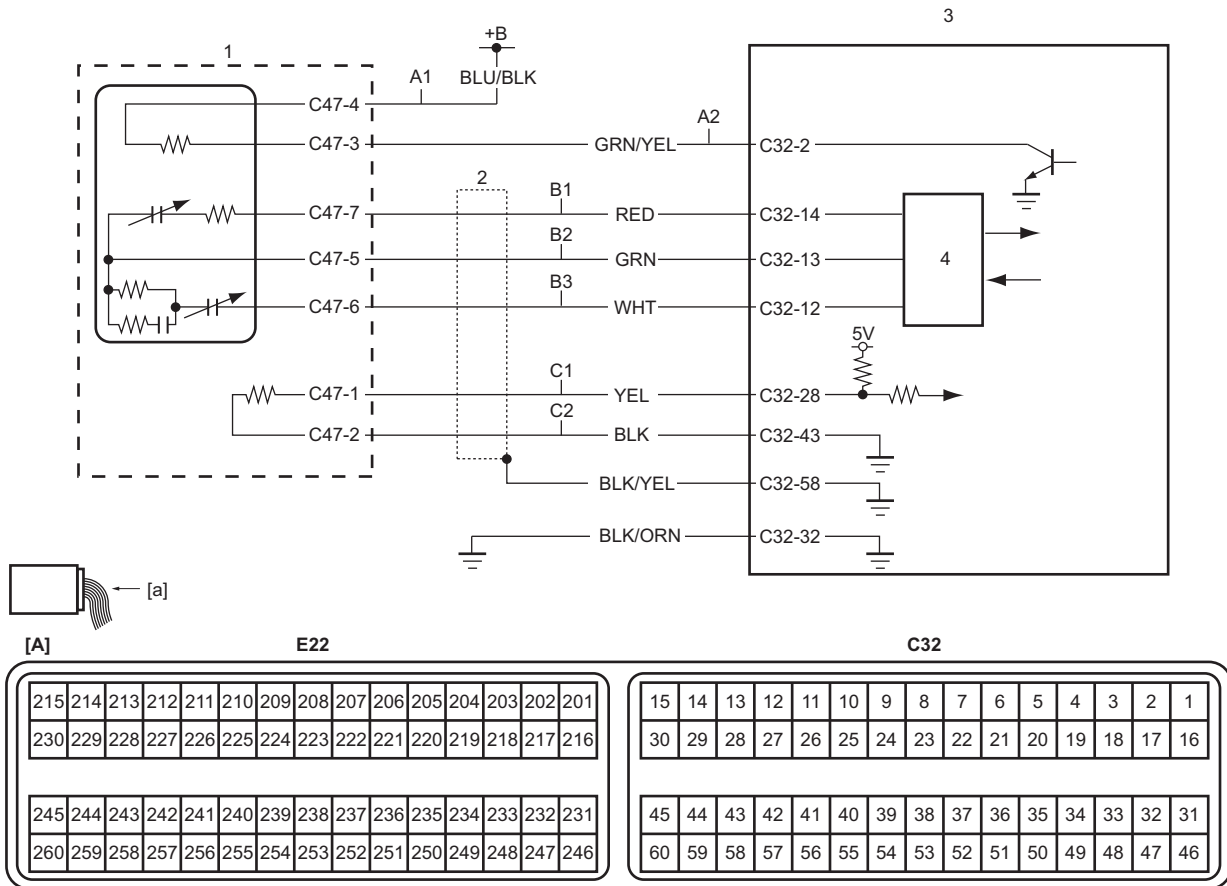 3
+B
1
A1 BLU/BLK
C47-4
A2
C47-3 GRN/YEL C32-2
2 B1
C47-7 RED C32-14
B2
C47-5 GRN C32-13 4
B3
C47-6 WHT C32-12
5V
C1
C47-1 YEL C32-28
C2
C47-2 BLK C32-43
BLK/YEL C32-58
BLK/ORN C32-32
[a]
[A] E22 C32
215 214 213 212 211 210 209 208 207 206 205 204 203 202 201 15 14 13 12 11 10 9 8 7 6 5 4 3 2 1
230 229 228 227 226 225 224 223 222 221 220 219 218 217 216 30 29 28 27 26 25 24 23 22 21 20 19 18 17 16
245 244 243 242 241 240 239 238 237 236 235 234 233 232 231 45 44 43 42 41 40 39 38 37 36 35 34 33 32 31
260 259 258 257 256 255 254 253 252 251 250 249 248 247 246 60 59 58 57 56 55 54 53 52 51 50 49 48 47 46